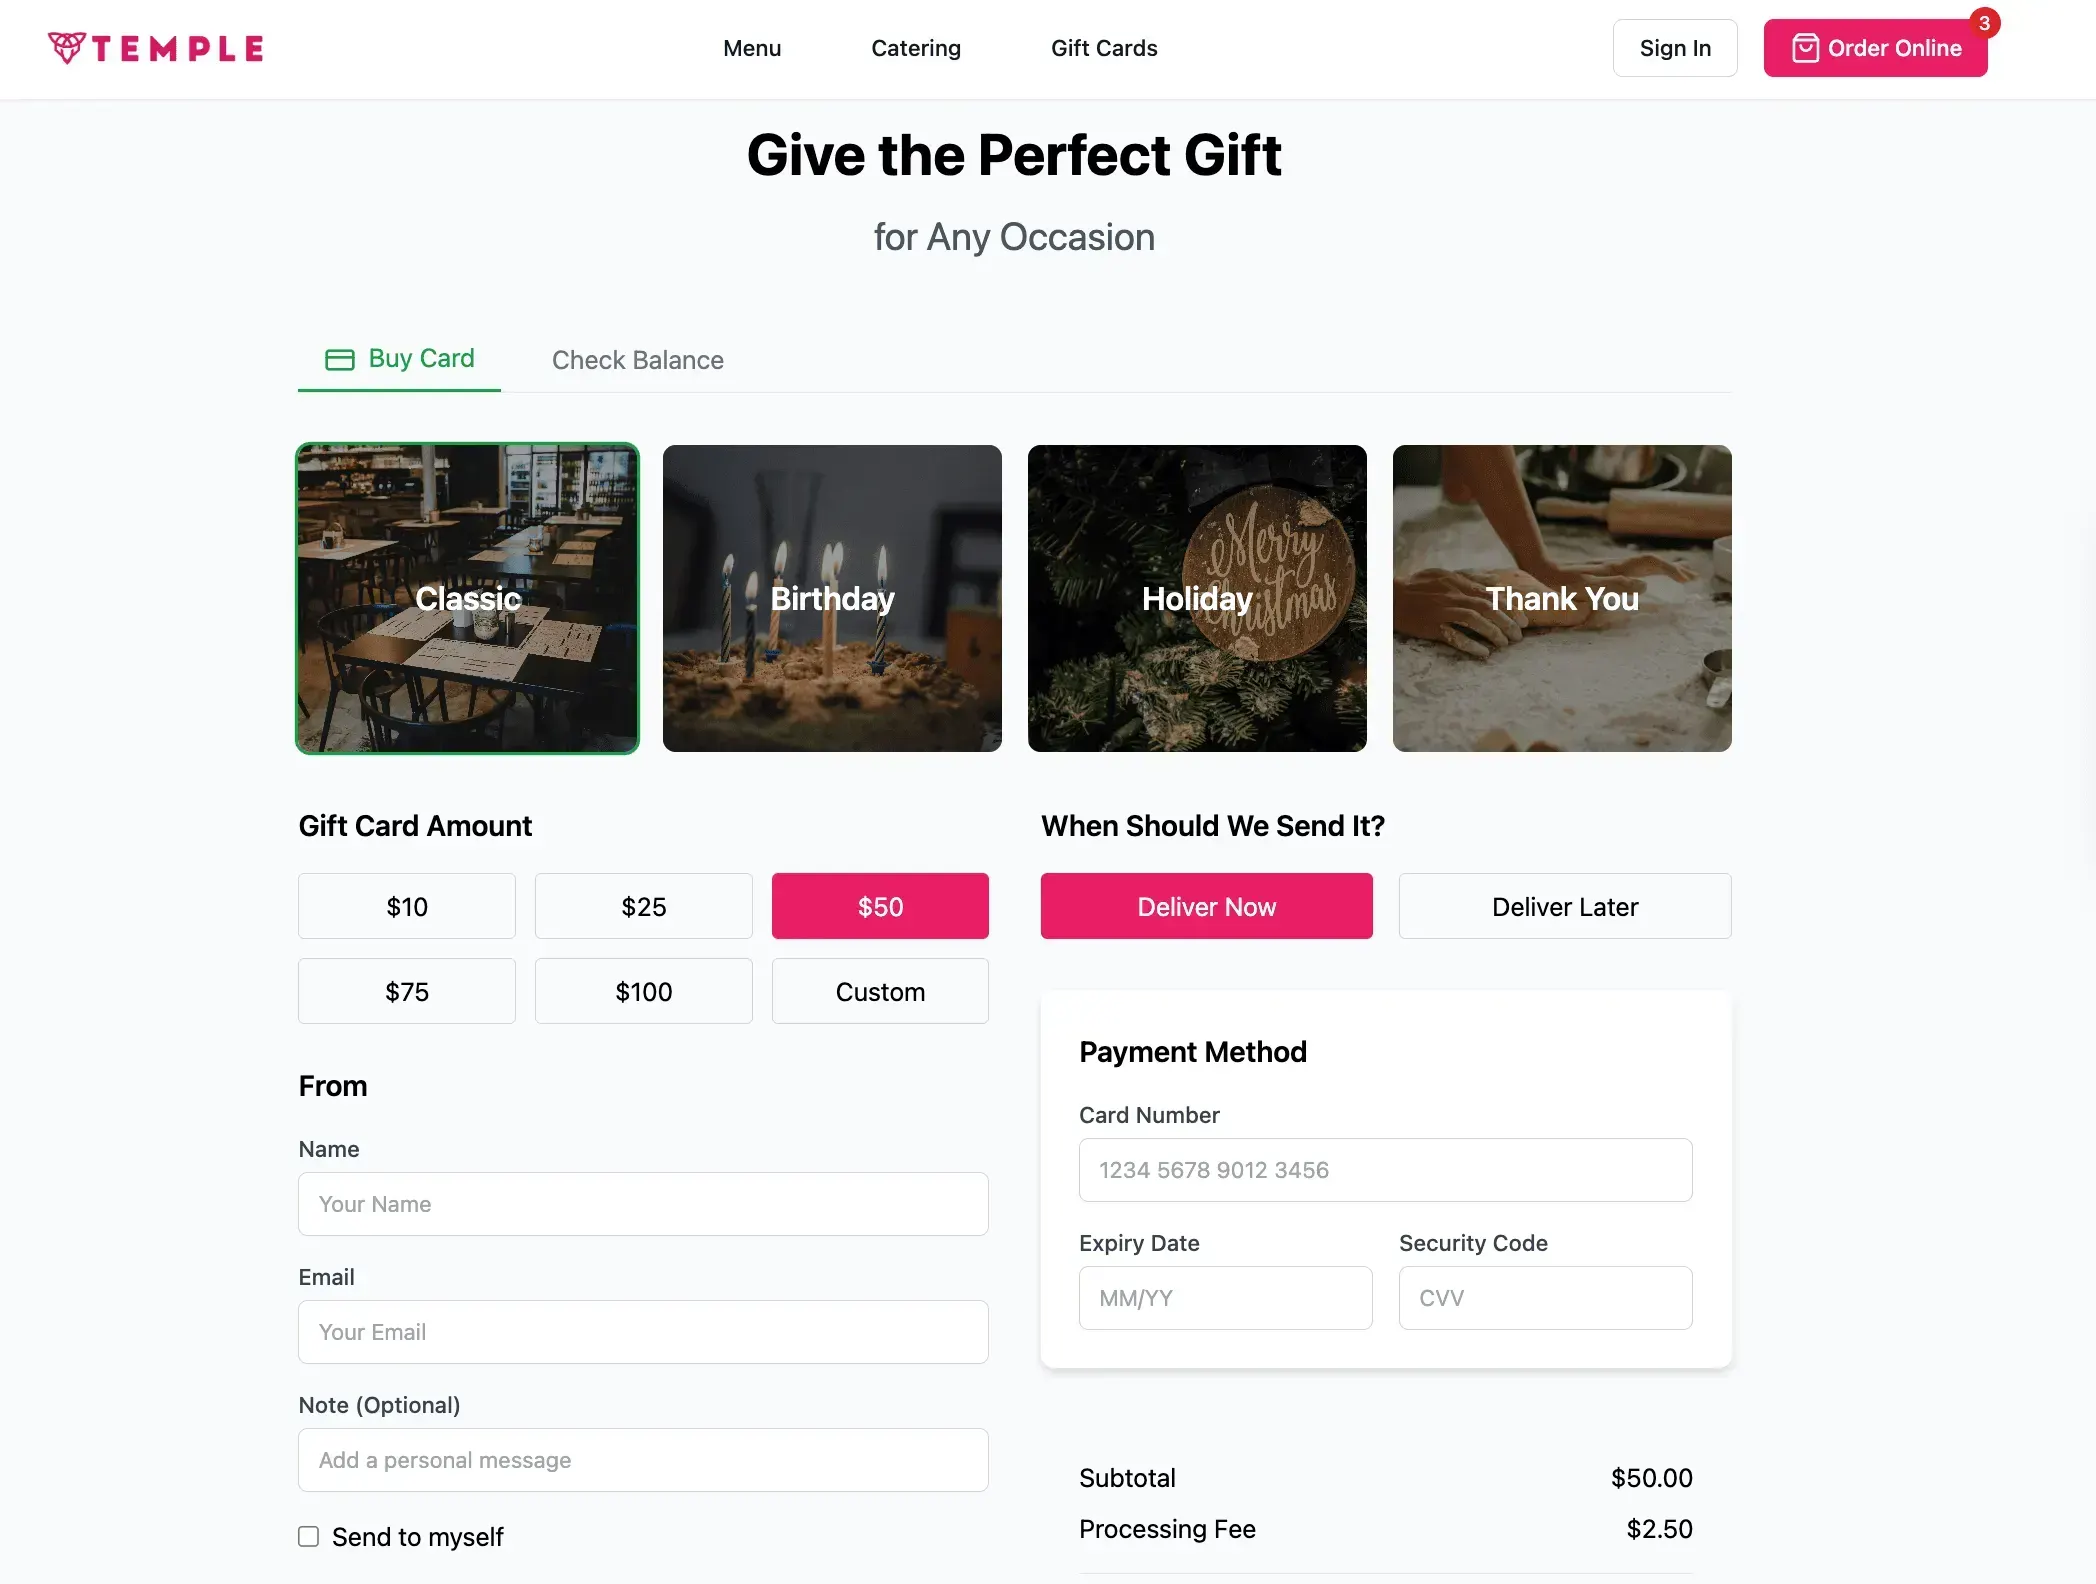 TEMPLE
Menu
Catering
Gift Cards
Sign In
Order Online
3
Give the Perfect Gift
for Any Occasion
Buy Card
Check Balance
Classic
Birthday
Merry
Christmas
Holiday
Thank You
Gift Card Amount
$10
$25
$50
$75
$100
Custom
From
Name
Your Name
Email
Your Email
Note (Optional)
Add a personal message
Send to myself
When Should We Send It?
Deliver Now
Deliver Later
Payment Method
Card Number
1234 5678 9012 3456
Expiry Date
Security Code
MM/YY
CVV
Subtotal
$50.00
Processing Fee
$2.50